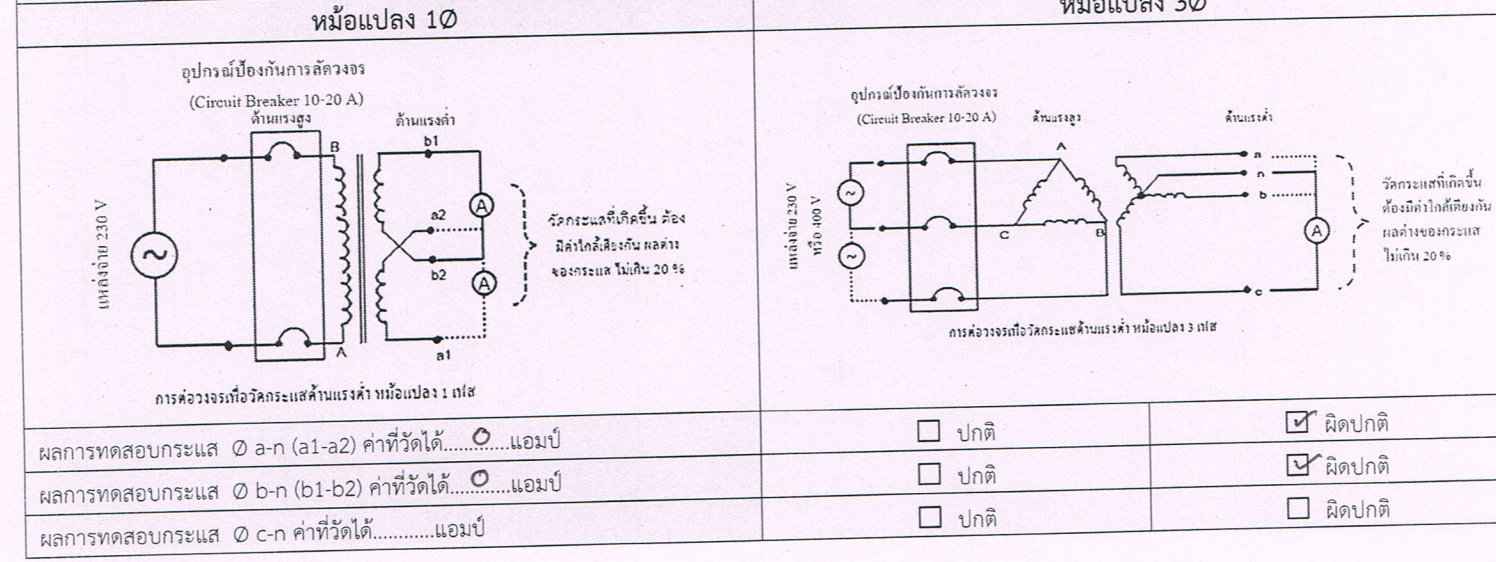 หม้อแปลง 1Ø
หม้อแปลง 3Ø
อุปกรณ์ป้องกันการลัดวงจร
(Circuit Breaker 10-20 A)
ด้านแรงสูง
ด้านแรงต่ำ
B
b1
a2
A
b2
A
a1
A
แหล่งจ่าย 230 V
~
วัดกระแสที่เกิดขึ้น ต้อง
มีค่าใกล้เคียงกัน ผลต่าง
ของกระแส ไม่เกิน 20 %
การต่อวงจรเพื่อวัดกระแสด้านแรงต่ำ หม้อแปลง 1 เฟส
อุปกรณ์ป้องกันการลัดวงจร
(Circuit Breaker 10-20 A)
ด้านแรงสูง
ด้านแรงต่ำ
A
C
B
a
n
b
c
A
แหล่งจ่าย 230 V
หรือ 400 V
~
~
วัดกระแสที่เกิดขึ้น
ต้องมีค่าใกล้เคียงกัน
ผลต่างของกระแส
ไม่เกิน 20 %
การต่อวงจรเพื่อวัดกระแสด้านแรงต่ำ หม้อแปลง 3 เฟส
ผลการทดสอบกระแส Ø a-n (a1-a2) ค่าที่วัดได้.....0.....แอมป์ ☐ ปกติ ☑ ผิดปกติ
ผลการทดสอบกระแส Ø b-n (b1-b2) ค่าที่วัดได้.....0.....แอมป์ ☐ ปกติ ☑ ผิดปกติ
ผลการทดสอบกระแส Ø c-n ค่าที่วัดได้............แอมป์ ☐ ปกติ ☐ ผิดปกติ